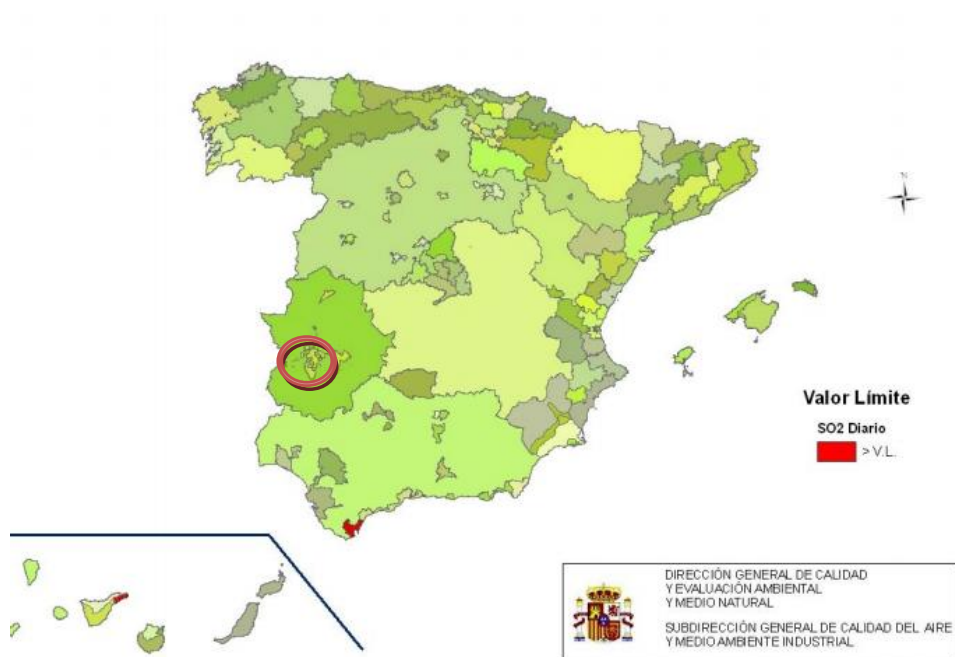 N
Valor Límite
SO2 Diario
> V.L.
DIRECCIÓN GENERAL DE CALIDAD
Y EVALUACIÓN AMBIENTAL
Y MEDIO NATURAL
SUBDIRECCIÓN GENERAL DE CALIDAD DEL AIRE
Y MEDIO AMBIENTE INDUSTRIAL